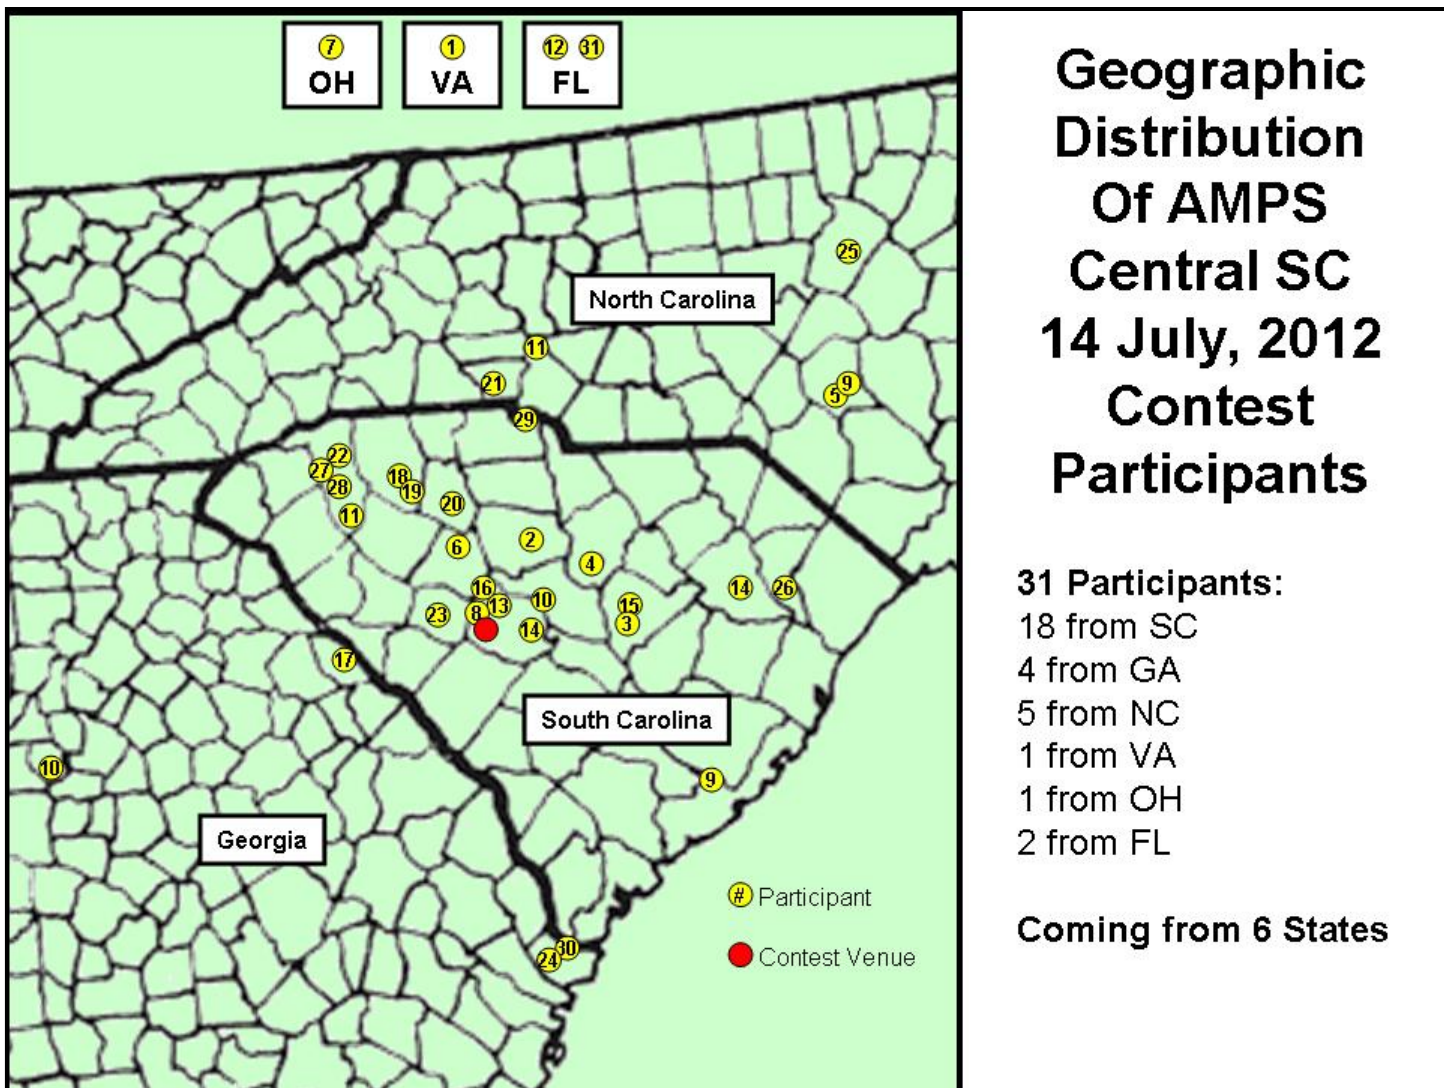 7
OH
1
VA
12 31
FL
25
North Carolina
11
21
9
5
29
22
27
18
28
19
20
11
2
6
4
16
14 26
10
15
13
8
23
3
14
17
South Carolina
10
9
Georgia
# Participant
30
24
Contest Venue
Geographic
Distribution
Of AMPS
Central SC
14 July, 2012
Contest
Participants
31 Participants:
18 from SC
4 from GA
5 from NC
1 from VA
1 from OH
2 from FL
Coming from 6 States